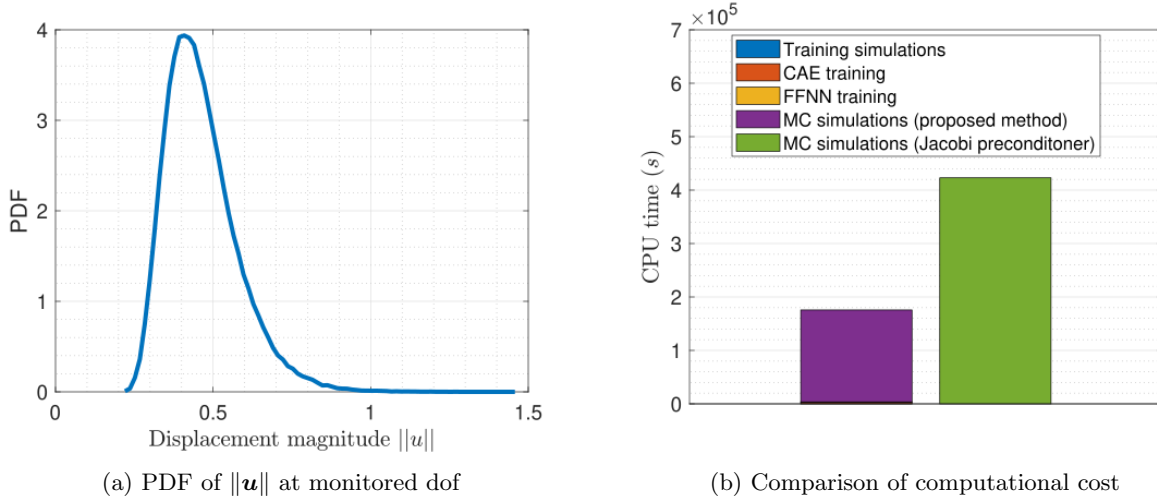 4
3
2
1
0
PDF
0
0.5
1
1.5
Displacement magnitude ||u||
(a) PDF of ‖u‖ at monitored dof
×10⁵
7
6
5
4
3
2
1
0
CPU time (s)
Training simulations
CAE training
FFNN training
MC simulations (proposed method)
MC simulations (Jacobi preconditoner)
(b) Comparison of computational cost